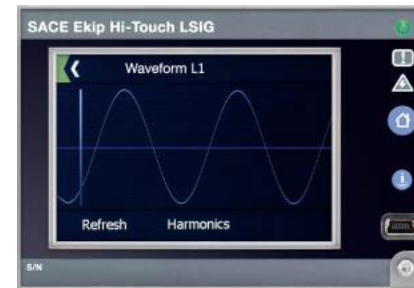 SACE Ekip Hi-Touch LSIG
Waveform L1
Refresh Harmonics
S/N